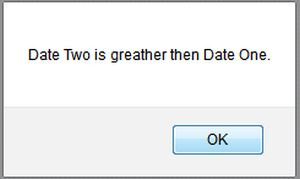 Date Two is greather then Date One.
OK